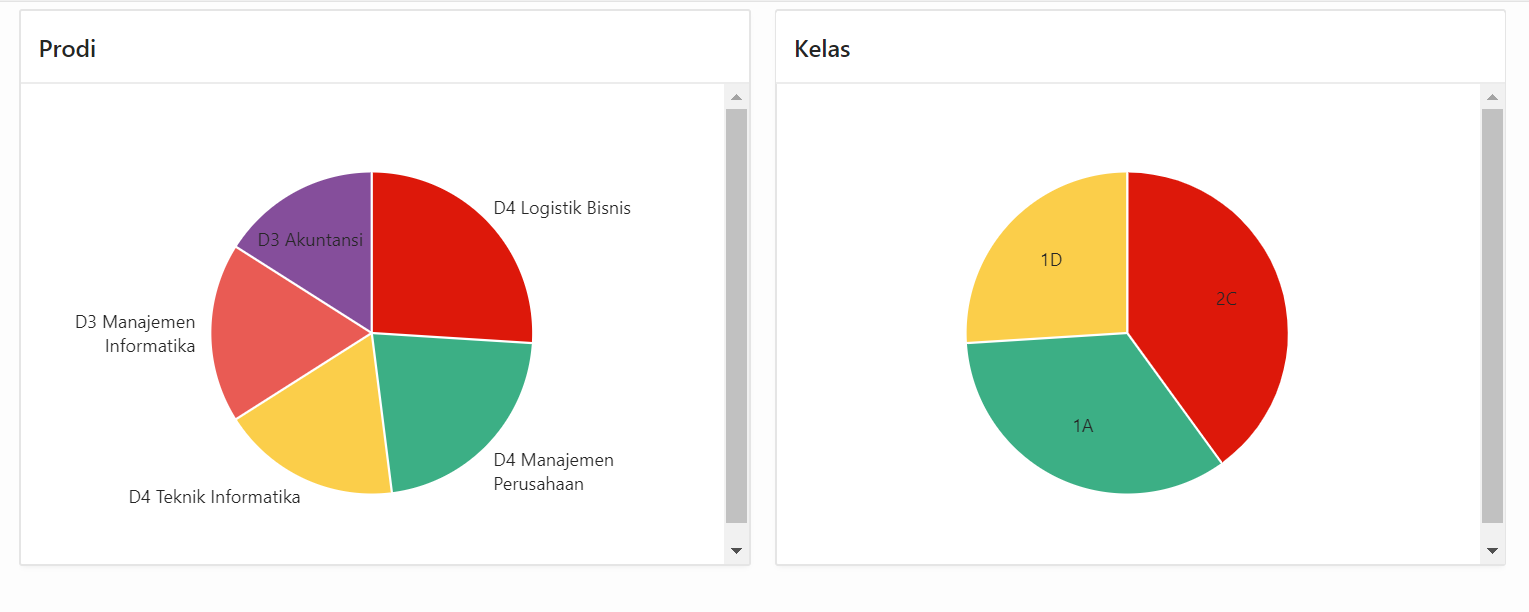 Prodi
D4 Logistik Bisnis
D3 Akuntansi
D3 Manajemen
Informatika
D4 Manajemen
Perusahaan
D4 Teknik Informatika
Kelas
1D
2C
1A